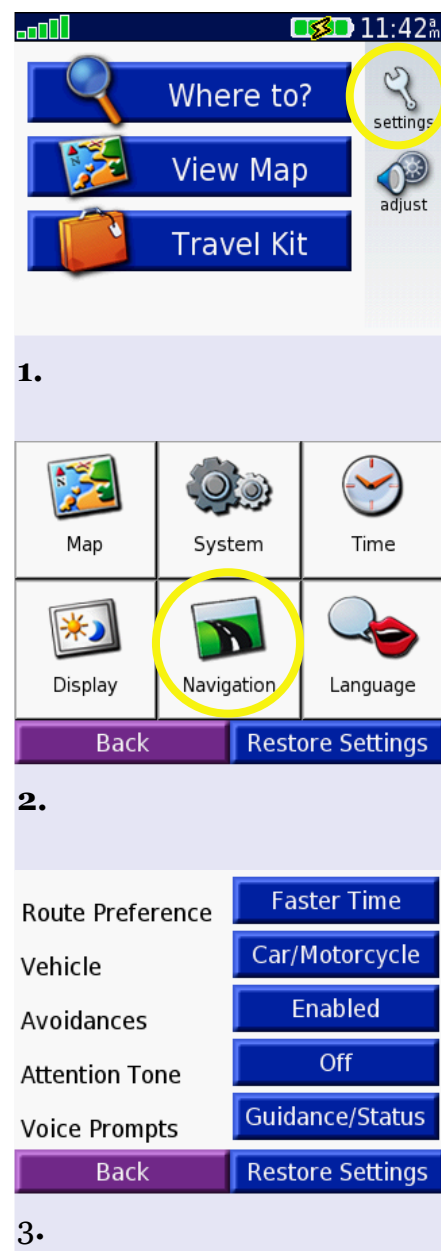 11:42 am
Where to?
settings
View Map
adjust
Travel Kit
1.
Map System Time
Display Navigation Language
Back Restore Settings
2.
Route Preference Faster Time
Vehicle Car/Motorcycle
Avoidances Enabled
Attention Tone Off
Voice Prompts Guidance/Status
Back Restore Settings
3.